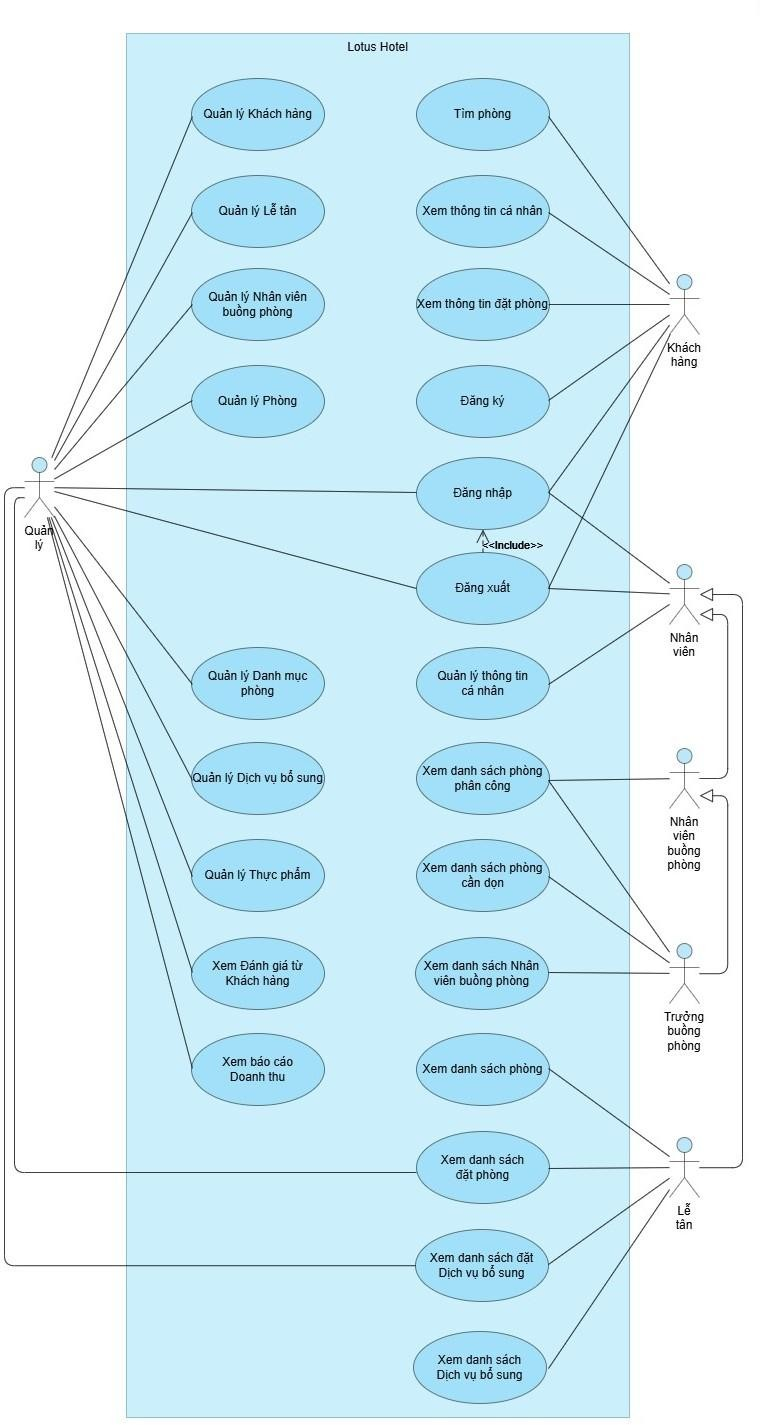 Lotus Hotel
Quản lý Khách hàng
Tìm phòng
Quản lý Lễ tân
Xem thông tin cá nhân
Quản lý Nhân viên
buồng phòng
Xem thông tin đặt phòng
Khách
hàng
Quản lý Phòng
Đăng ký
Quản
lý
Đăng nhập
<<Include>>
Đăng xuất
Nhân
viên
Quản lý Danh mục
phòng
Quản lý thông tin
cá nhân
Quản lý Dịch vụ bổ sung
Xem danh sách phòng
phân công
Nhân
viên
buồng
phòng
Quản lý Thực phẩm
Xem danh sách phòng
cần dọn
Xem Đánh giá từ
Khách hàng
Xem danh sách Nhân
viên buồng phòng
Trưởng
buồng
phòng
Xem báo cáo
Doanh thu
Xem danh sách phòng
Xem danh sách
đặt phòng
Lễ
tân
Xem danh sách đặt
Dịch vụ bổ sung
Xem danh sách
Dịch vụ bổ sung